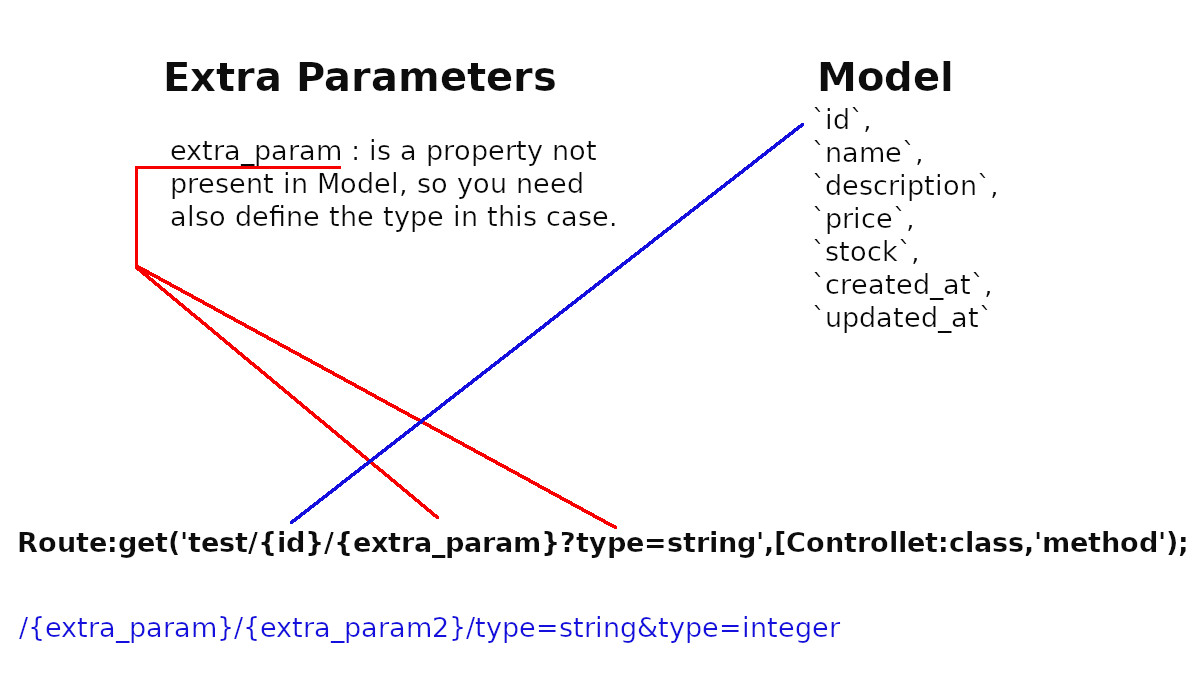 Extra Parameters
extra_param : is a property not
present in Model, so you need
also define the type in this case.
Model
`id`,
`name`,
`description`,
`price`,
`stock`,
`created_at`,
`updated_at`
Route:get('test/{id}/{extra_param}?type=string',[Controllet:class,'method');
/{extra_param}/{extra_param2}/type=string&type=integer